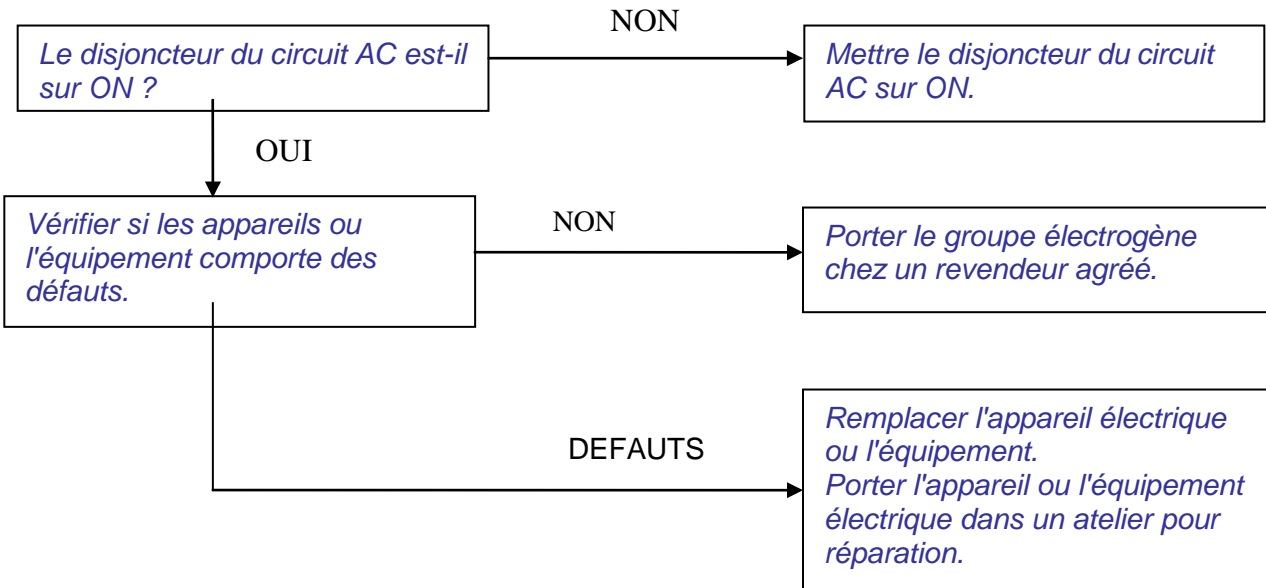 NON
Le disjoncteur du circuit AC est-il
sur ON ?
Mettre le disjoncteur du circuit
AC sur ON.
OUI
Vérifier si les appareils ou
l'équipement comporte des
défauts.
NON
Porter le groupe électrogène
chez un revendeur agréé.
DEFAUTS
Remplacer l'appareil électrique
ou l'équipement.
Porter l'appareil ou l'équipement
électrique dans un atelier pour
réparation.